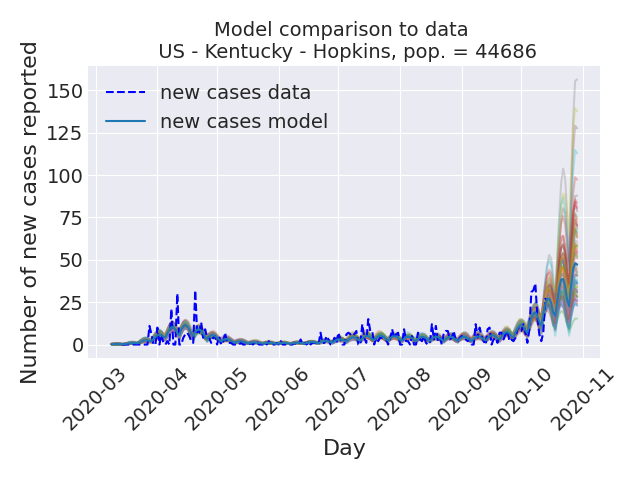 Model comparison to data
US - Kentucky - Hopkins, pop. = 44686
Number of new cases reported
150
125
100
75
50
25
0
new cases data
new cases model
2020-03
2020-04
2020-05
2020-06
2020-07
2020-08
2020-09
2020-10
2020-11
Day